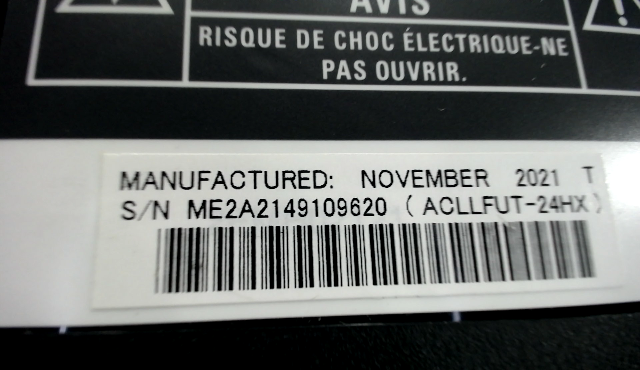 AVIS
RISQUE DE CHOC ÉLECTRIQUE-NE
PAS OUVRIR.
MANUFACTURED: NOVEMBER 2021 T
S/N ME2A2149109620 (ACLLFUT-24HX)